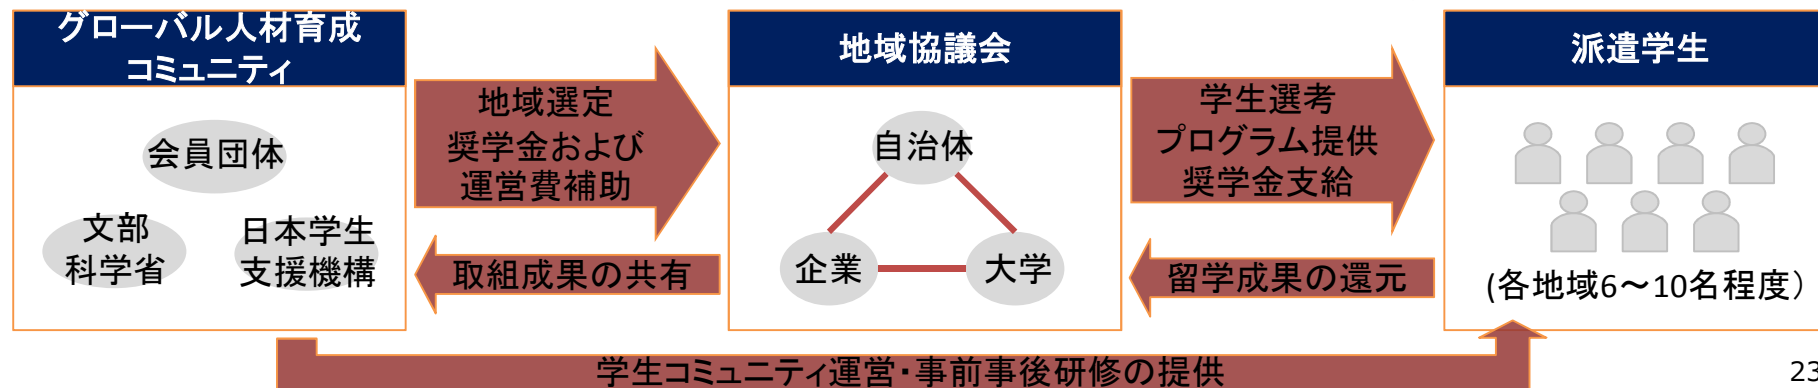 グローバル人材育成
コミュニティ
会員団体
文部
科学省
日本学生
支援機構
地域選定
奨学金および
運営費補助
取組成果の共有
地域協議会
自治体
企業
大学
学生選考
プログラム提供
奨学金支給
留学成果の還元
派遣学生
(各地域6～10名程度）
学生コミュニティ運営・事前事後研修の提供
23